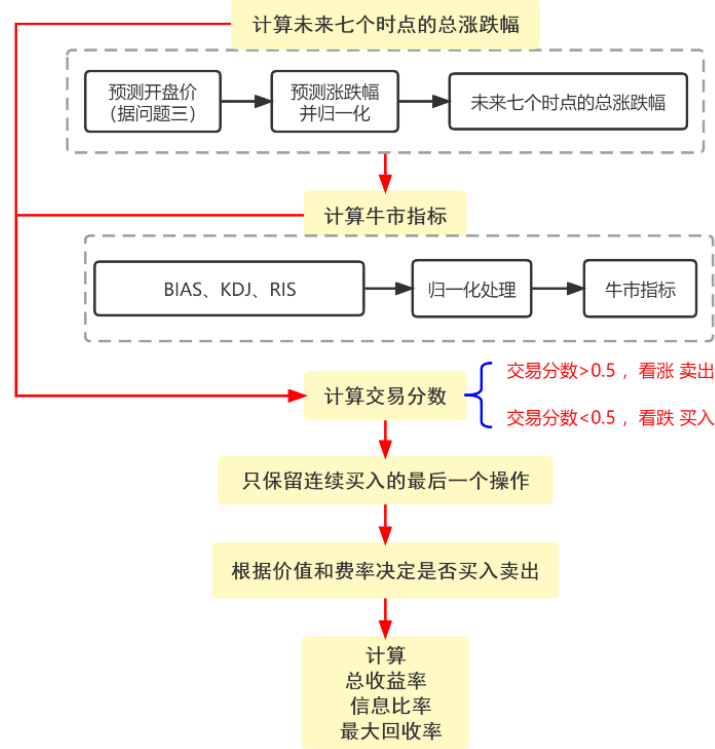 计算未来七个时点的总涨跌幅
预测开盘价
（据问题三）
预测涨跌幅
并归一化
未来七个时点的总涨跌幅
计算牛市指标
BIAS、KDJ、RIS
归一化处理
牛市指标
计算交易分数
交易分数>0.5 ，看涨 卖出
交易分数<0.5 ，看跌 买入
只保留连续买入的最后一个操作
根据价值和费率决定是否买入卖出
计算
总收益率
信息比率
最大回收率